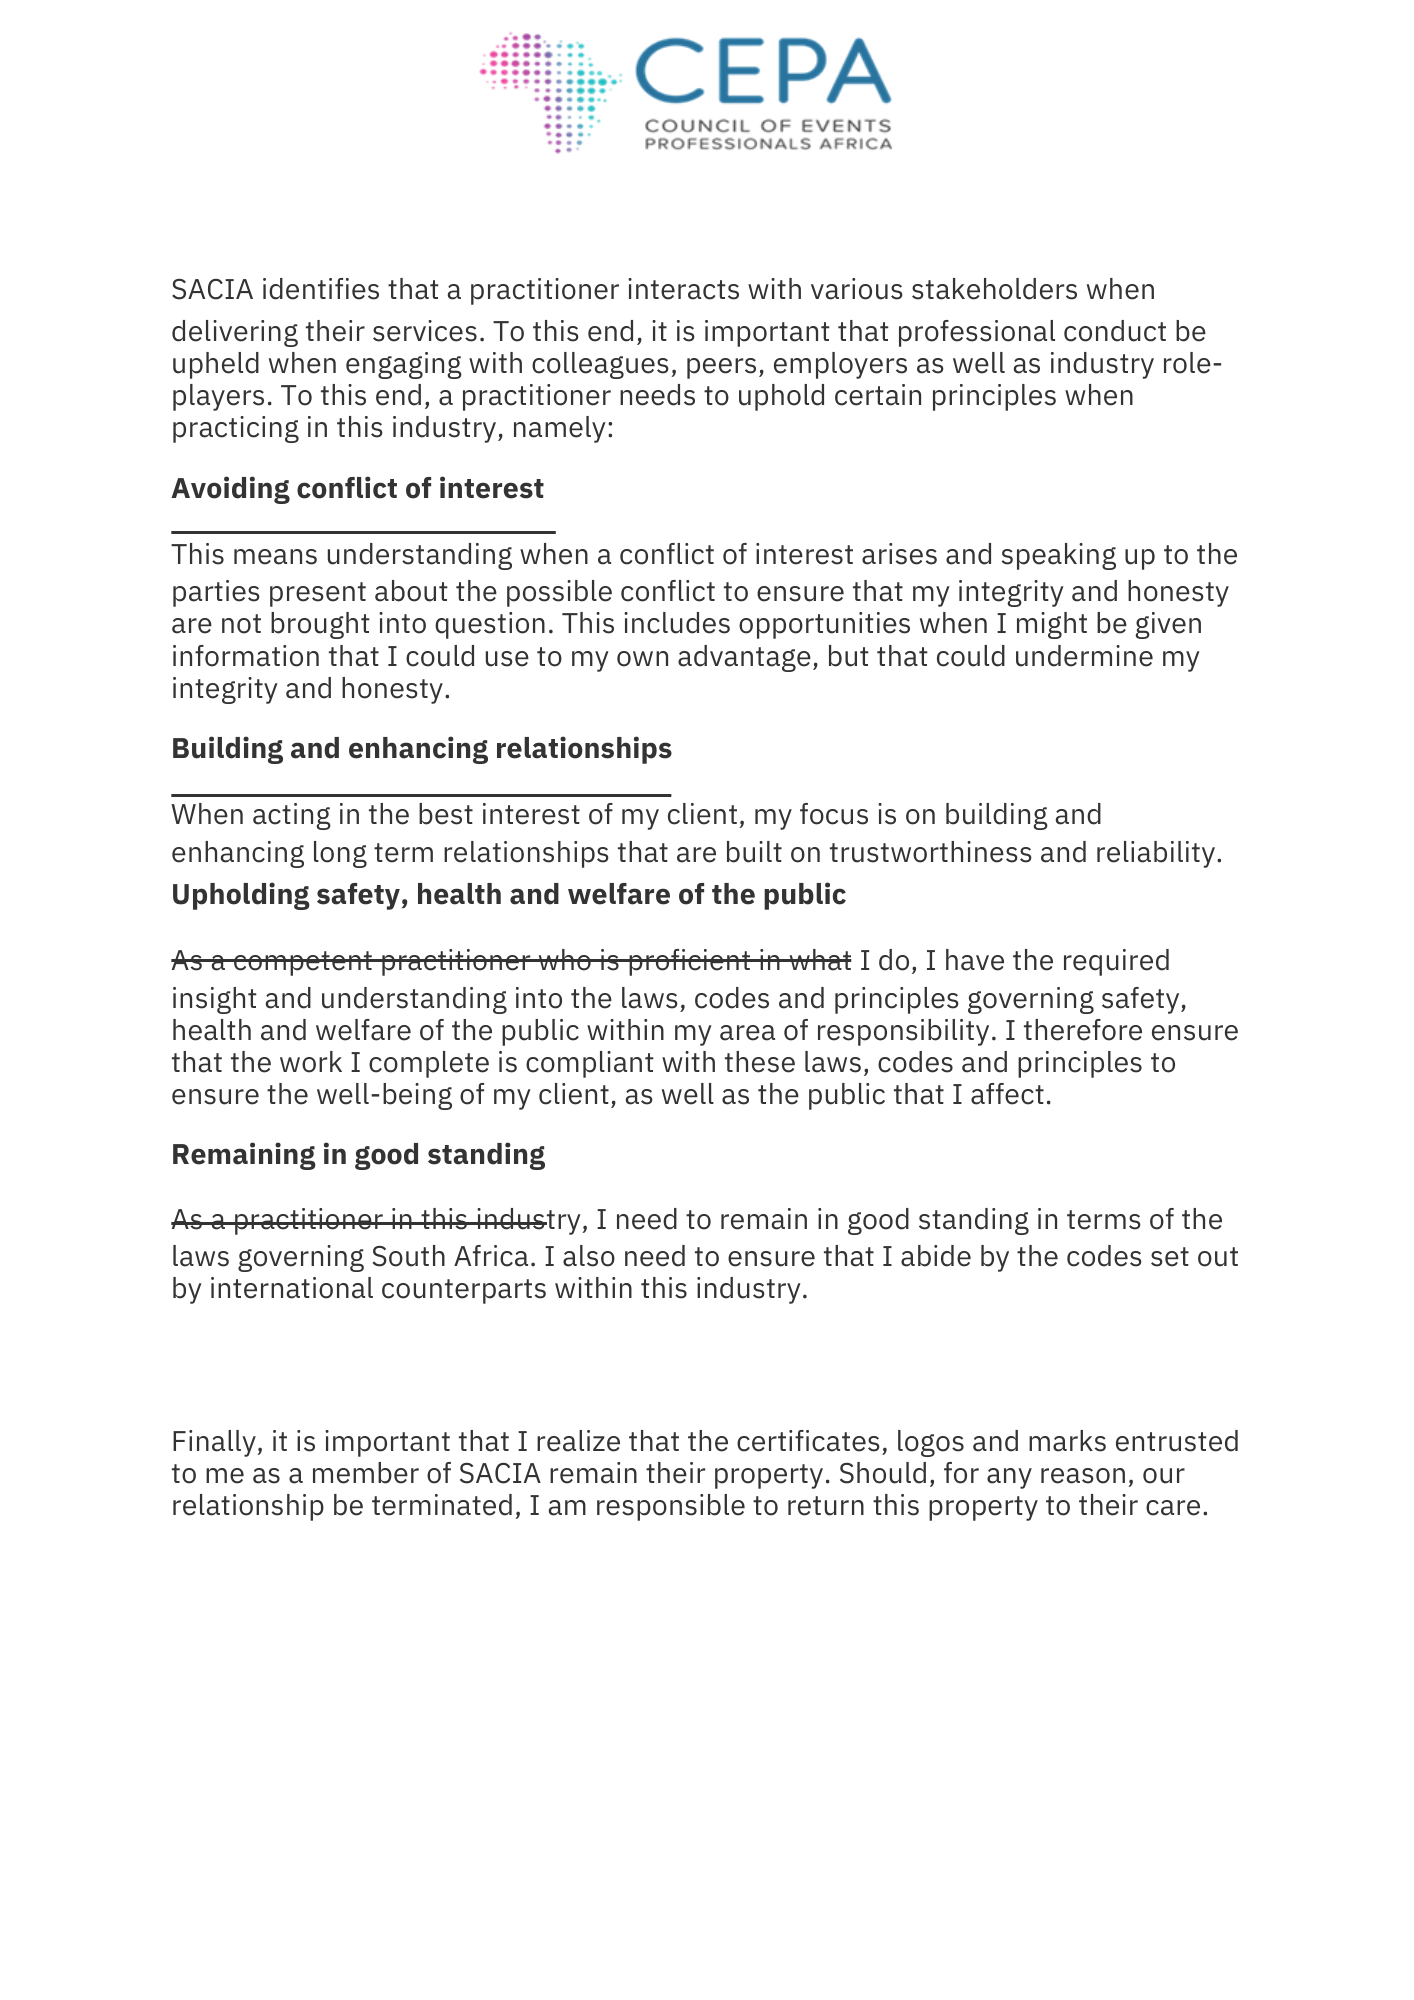 CEPA
COUNCIL OF EVENTS
PROFESSIONALS AFRICA
SACIA identifies that a practitioner interacts with various stakeholders when
delivering their services. To this end, it is important that professional conduct be
upheld when engaging with colleagues, peers, employers as well as industry role-
players. To this end, a practitioner needs to uphold certain principles when
practicing in this industry, namely:
Avoiding conflict of interest
This means understanding when a conflict of interest arises and speaking up to the
parties present about the possible conflict to ensure that my integrity and honesty
are not brought into question. This includes opportunities when I might be given
information that I could use to my own advantage, but that could undermine my
integrity and honesty.
Building and enhancing relationships
When acting in the best interest of my client, my focus is on building and
enhancing long term relationships that are built on trustworthiness and reliability.
Upholding safety, health and welfare of the public
As a competent practitioner who is proficient in what I do, I have the required
insight and understanding into the laws, codes and principles governing safety,
health and welfare of the public within my area of responsibility. I therefore ensure
that the work I complete is compliant with these laws, codes and principles to
ensure the well-being of my client, as well as the public that I affect.
Remaining in good standing
As a practitioner in this industry, I need to remain in good standing in terms of the
laws governing South Africa. I also need to ensure that I abide by the codes set out
by international counterparts within this industry.
Finally, it is important that I realize that the certificates, logos and marks entrusted
to me as a member of SACIA remain their property. Should, for any reason, our
relationship be terminated, I am responsible to return this property to their care.